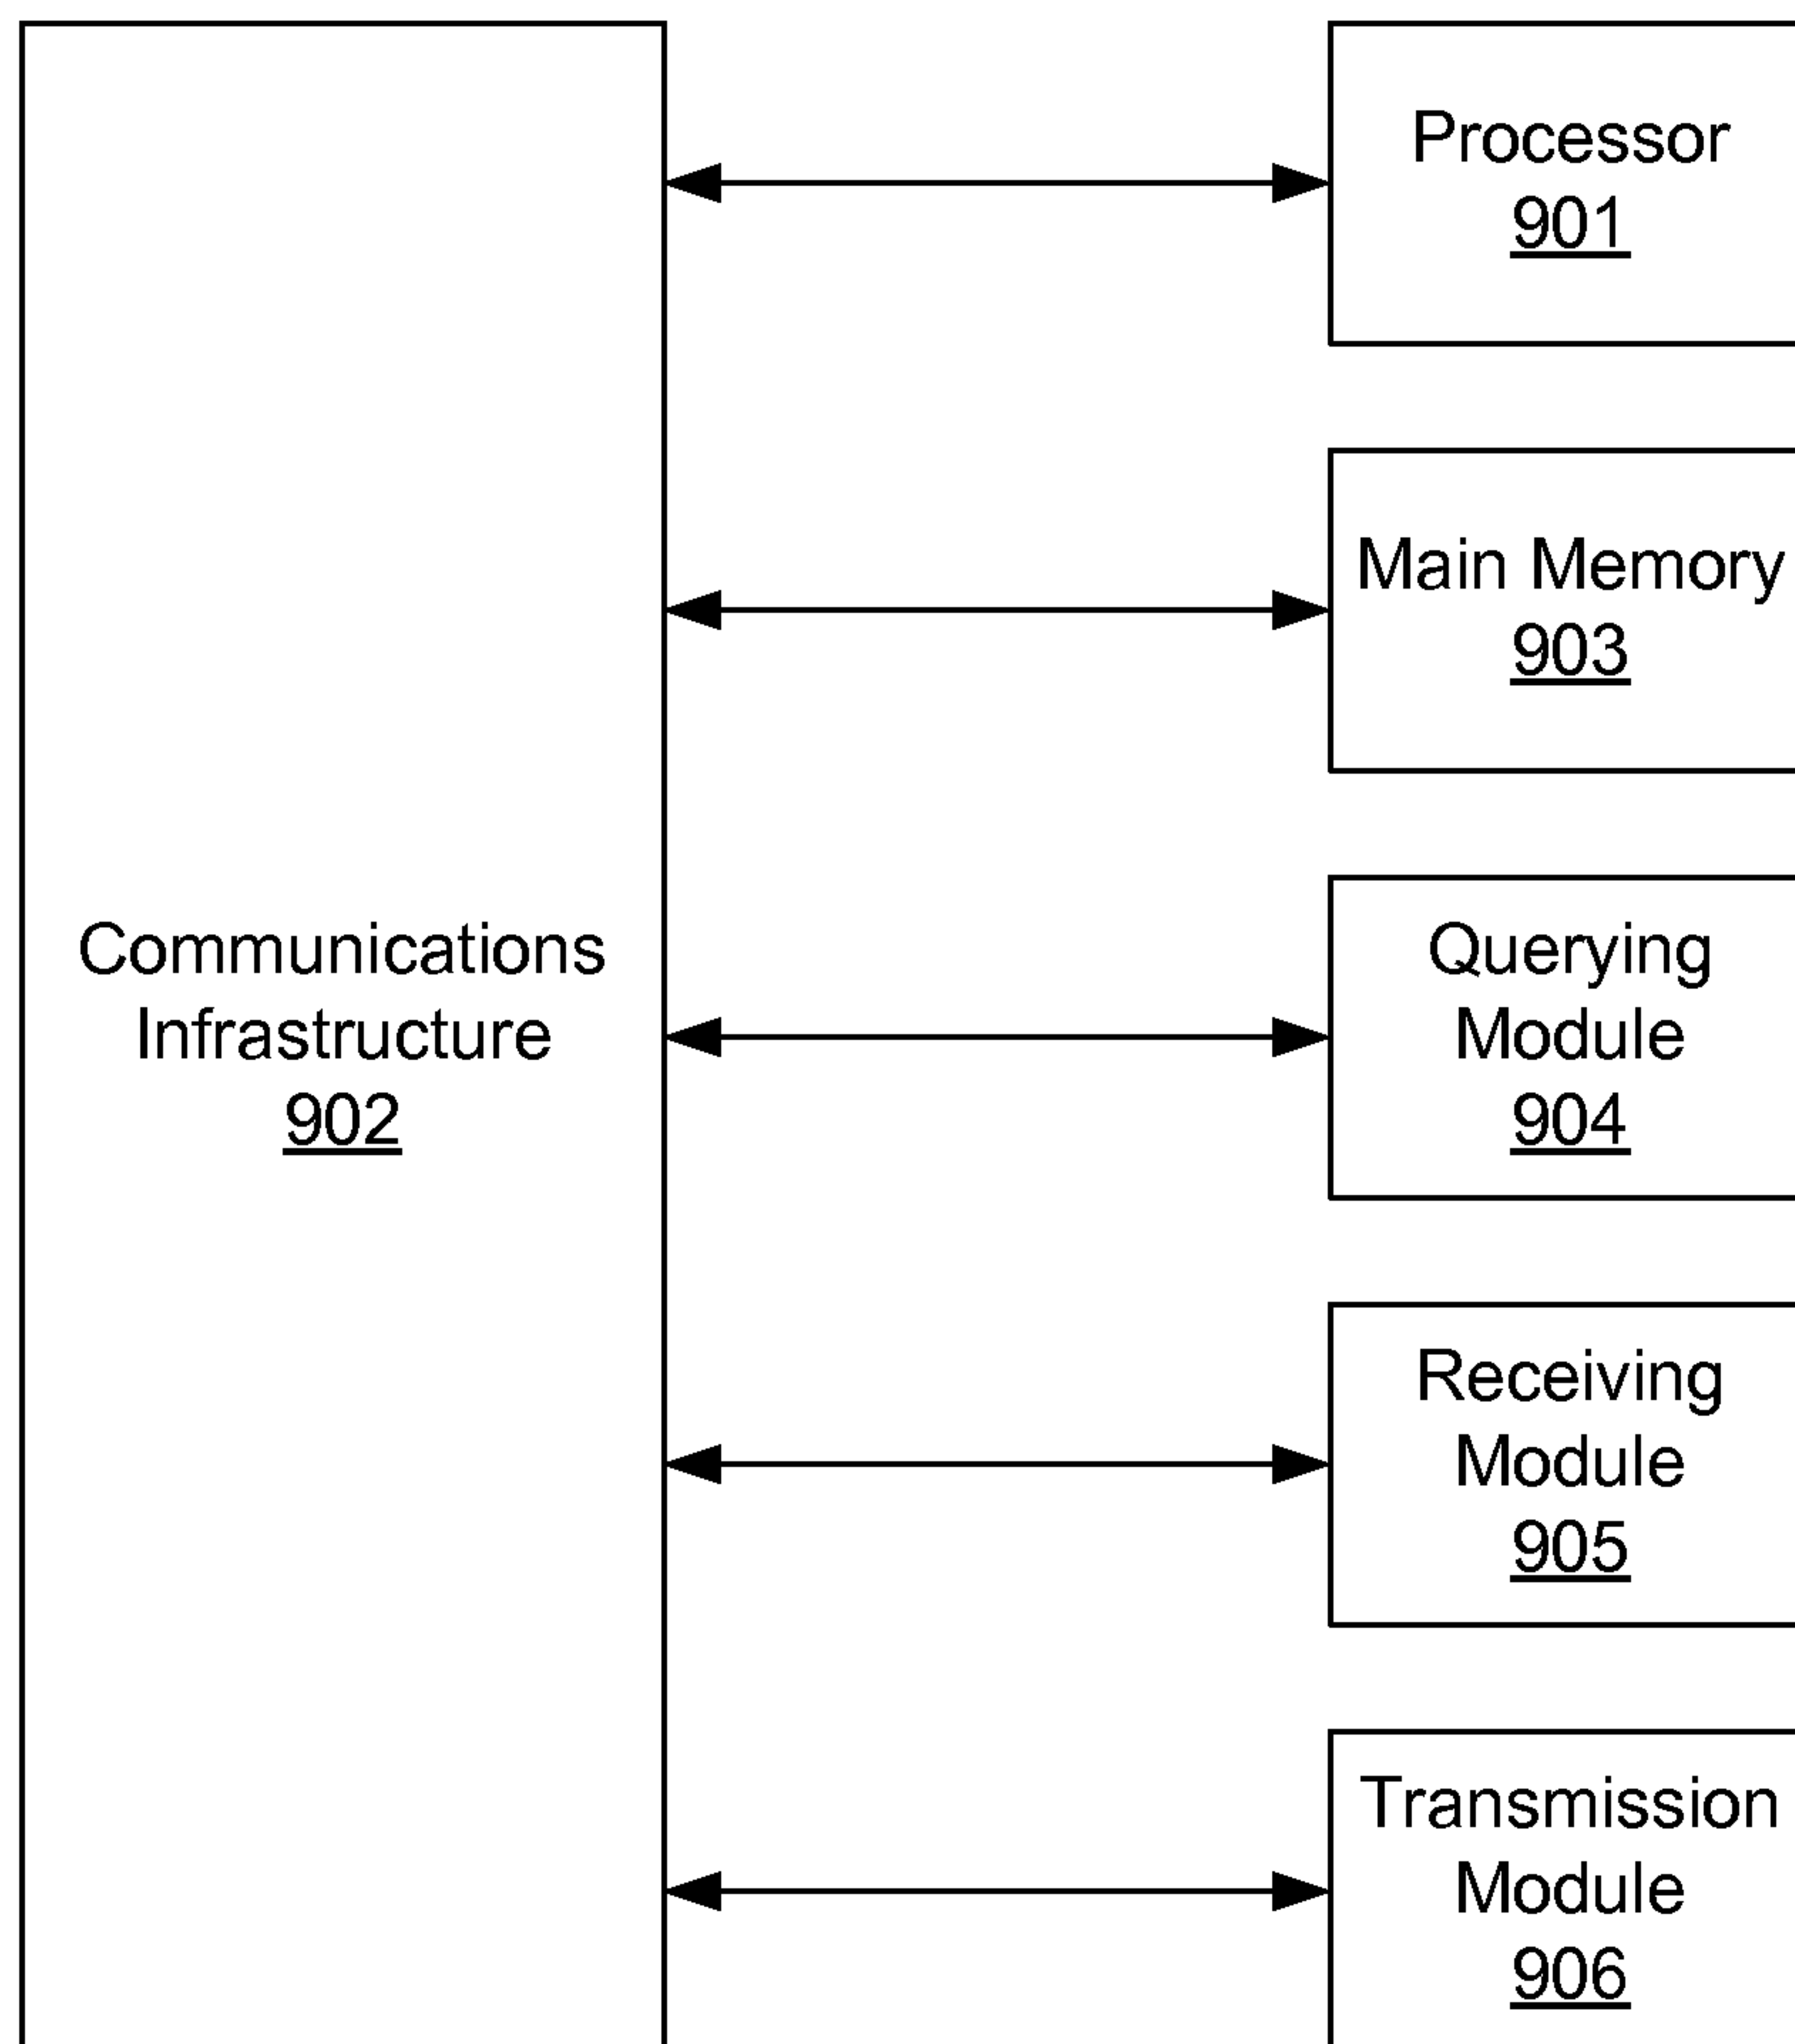 Communications
Infrastructure
902
Processor
901
Main Memory
903
Querying
Module
904
Receiving
Module
905
Transmission
Module
906